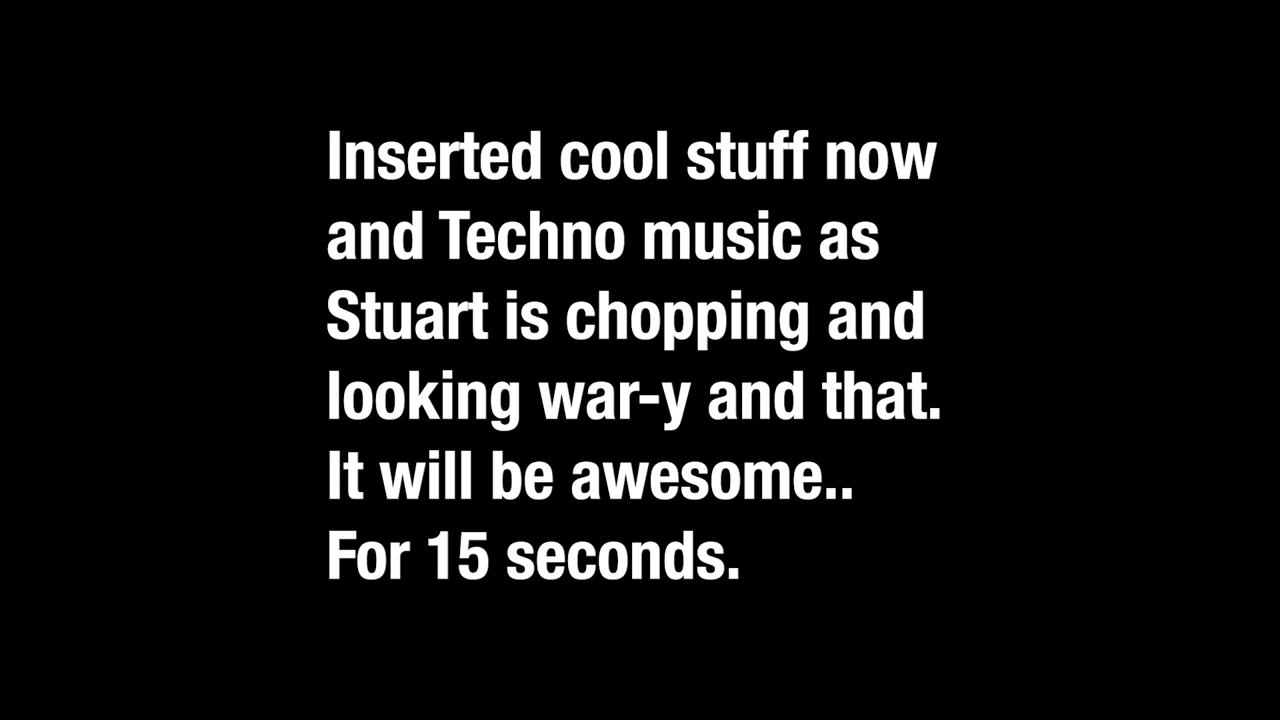 Inserted cool stuff now
and Techno music as
Stuart is chopping and
looking war-y and that.
It will be awesome..
For 15 seconds.